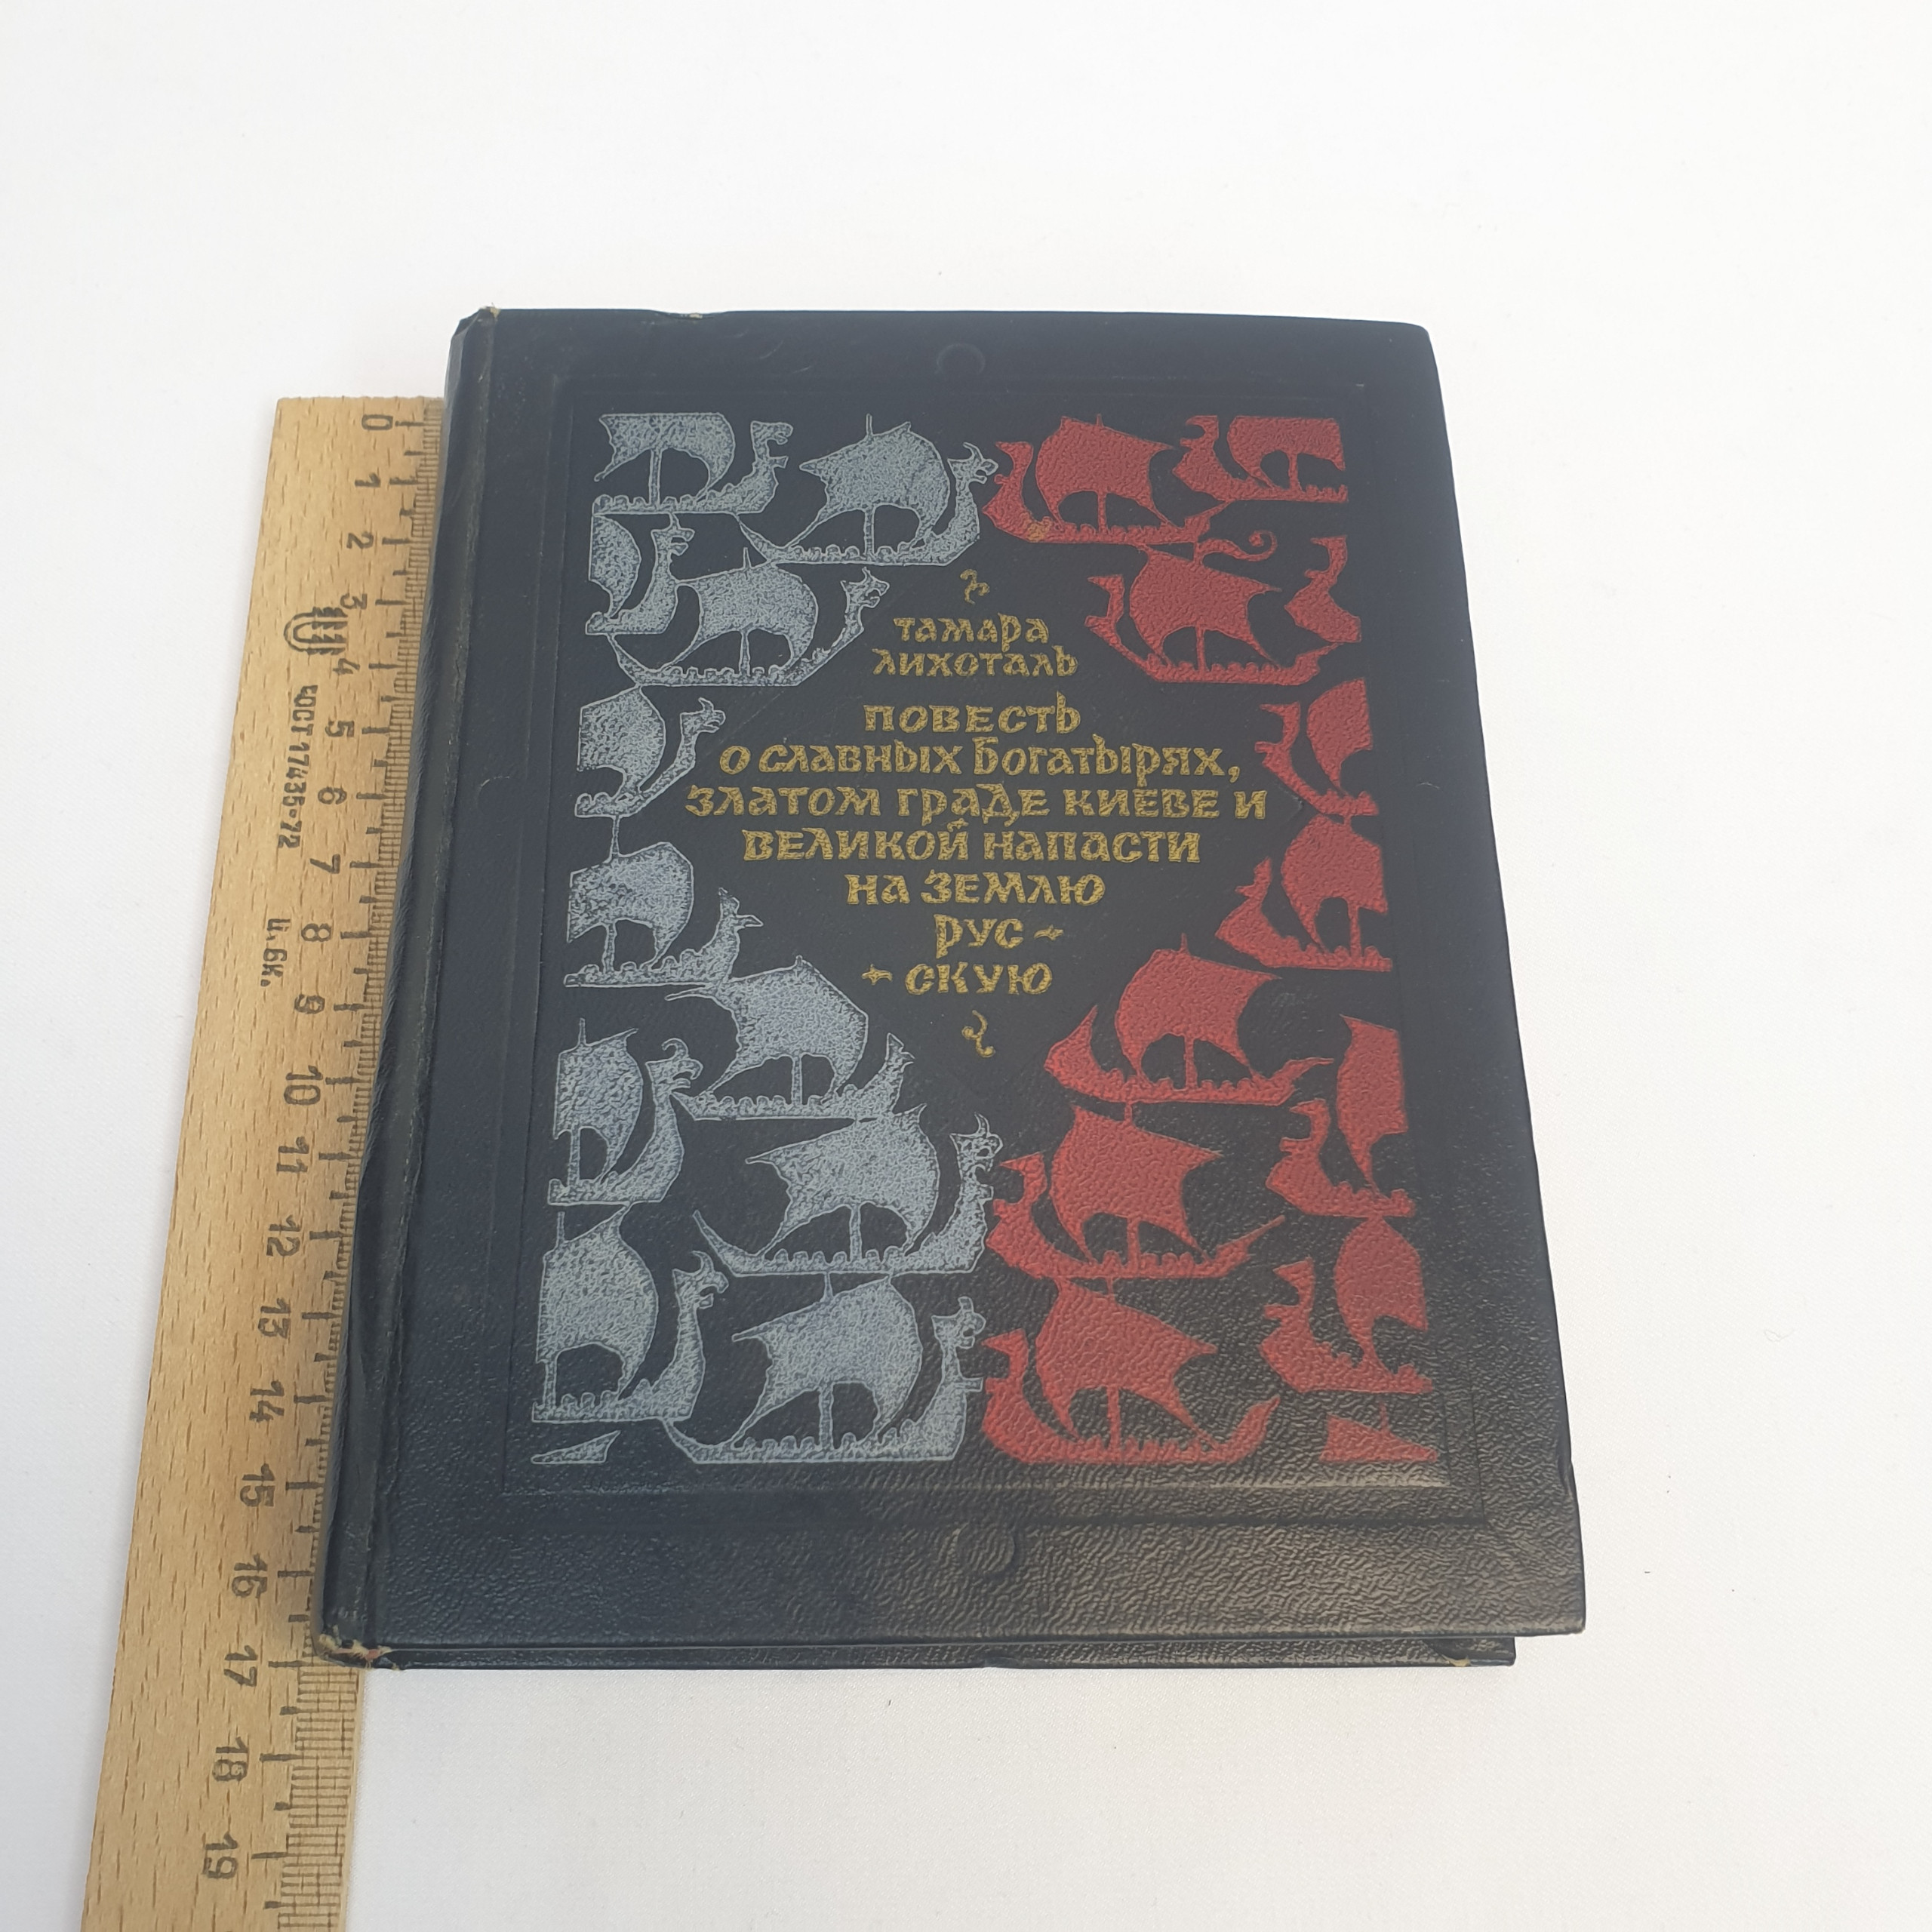 ТАМАРА
ЛИХОТАЛЬ
ПОВЕСТЬ
О СЛАВНЫХ БОГАТЫРЯХ,
ЗЛАТОМ ГРАДЕ КИЕВЕ И
ВЕЛИКОЙ НАПАСТИ
НА ЗЕМЛЮ
РУС~
СКУЮ
0 1 2 3 4 5 6 7 8 9 10 11 12 13 14 15 16 17 18 19
ГОСТ 17435-72